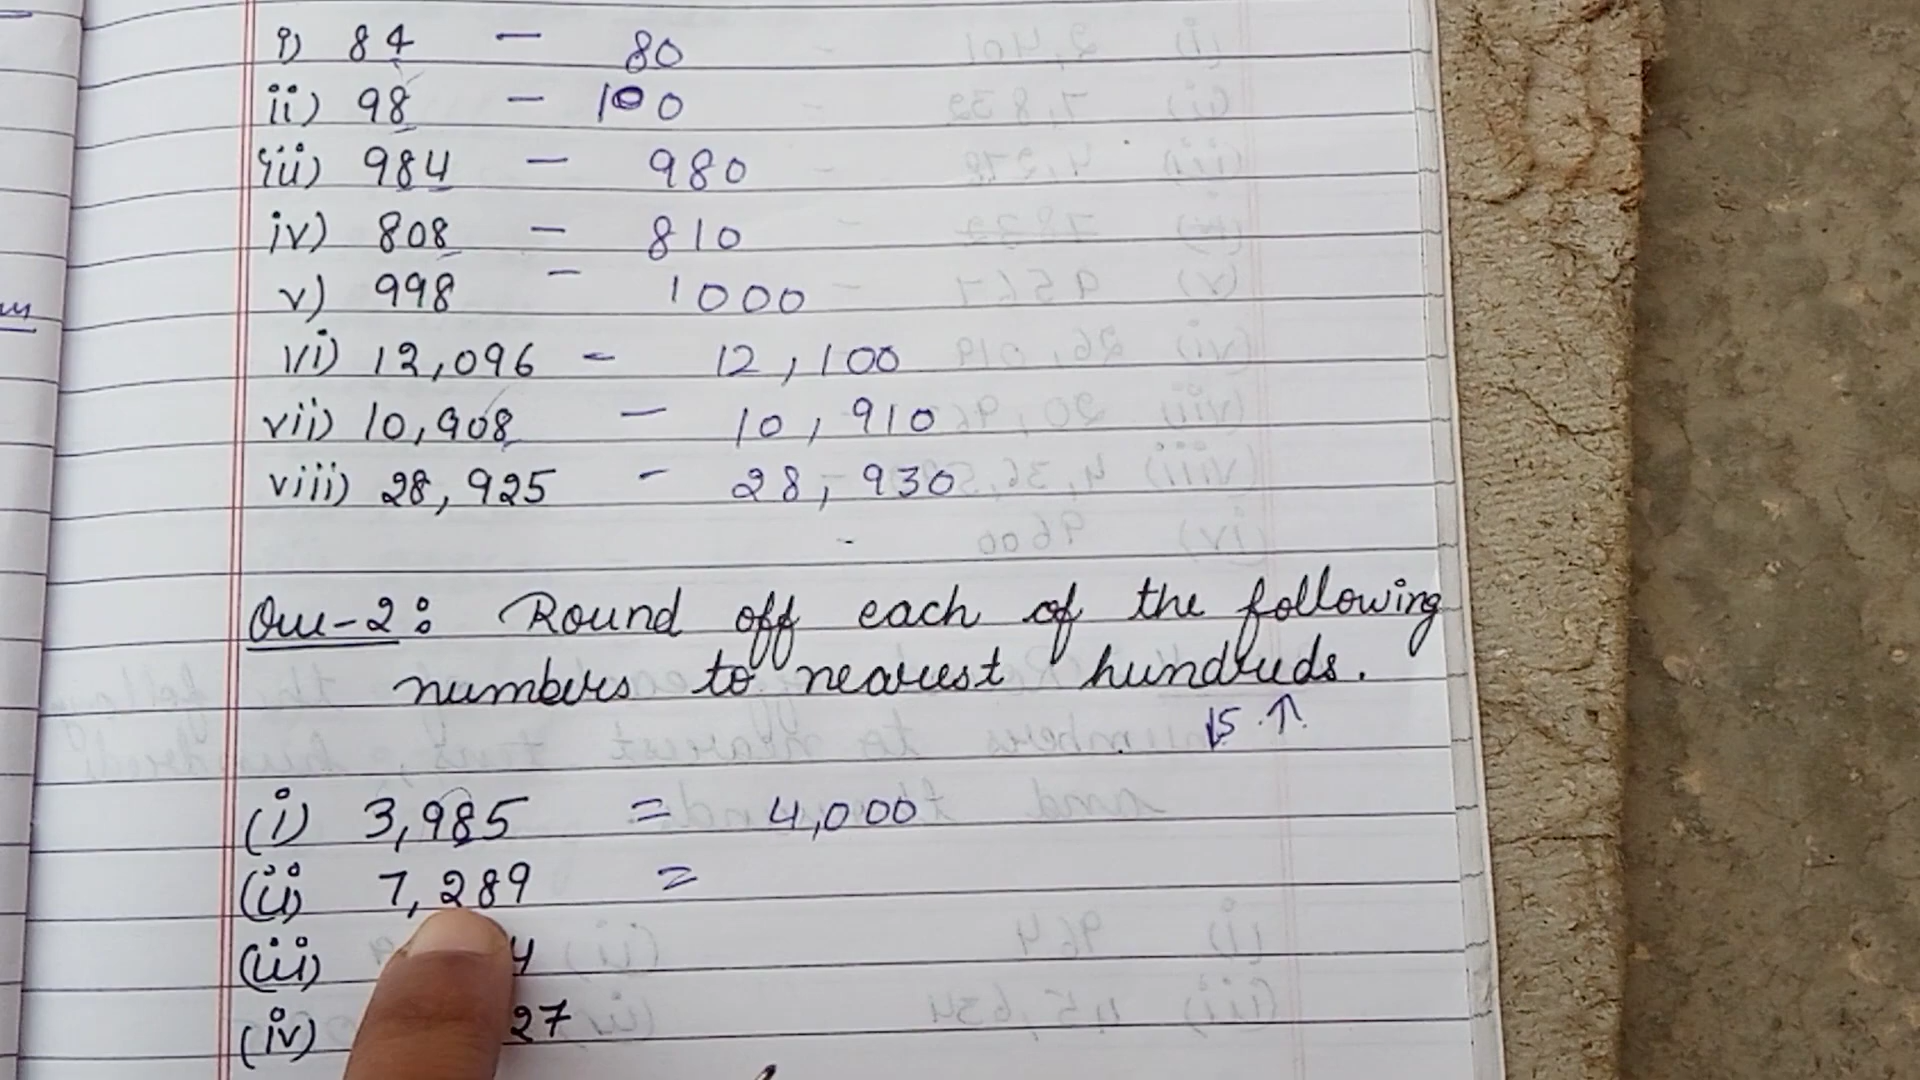 i) 84 - 80
ii) 98 - 100
iii) 984 - 980
iv) 808 - 810
v) 998 - 1000
vi) 12,096 - 12,100
vii) 10,908 - 10,910
viii) 28,925 - 28,930
Que-2: Round off each of the following
numbers to nearest hundreds.
↓5 ↑
(i) 3,985 = 4,000
(ii) 7,289 =
(iii) 4
(iv) 27